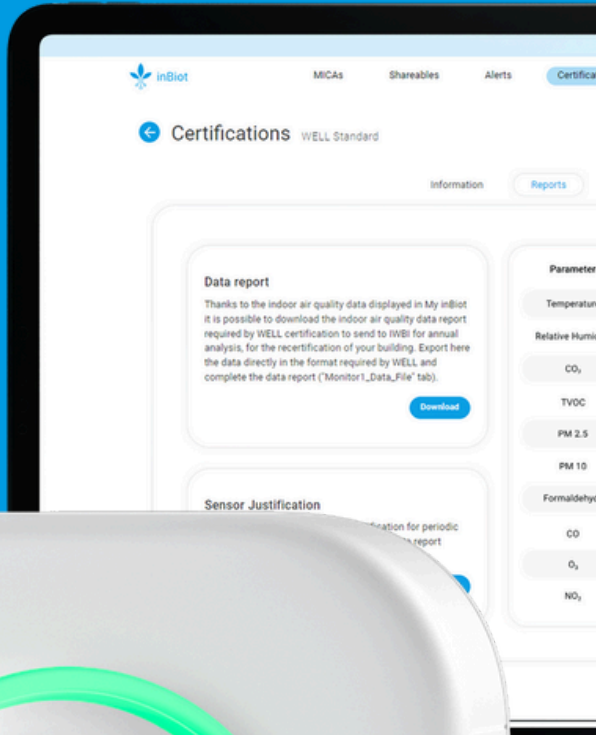 inBiot
MICAs
Shareables
Alerts
Certifica
Certifications
WELL Standard
Information
Reports
Data report
Thanks to the indoor air quality data displayed in My inBiot
it is possible to download the indoor air quality data report
required by WELL certification to send to IWBI for annual
analysis, for the recertification of your building. Export here
the data directly in the format required by WELL and
complete the data report ("Monitor1_Data_File" tab).
Download
Sensor Justification
ication for periodic
report
Parameter
Temperature
Relative Humid
CO₂
TVOC
PM 2.5
PM 10
Formaldehyd
CO
O₃
NO₂